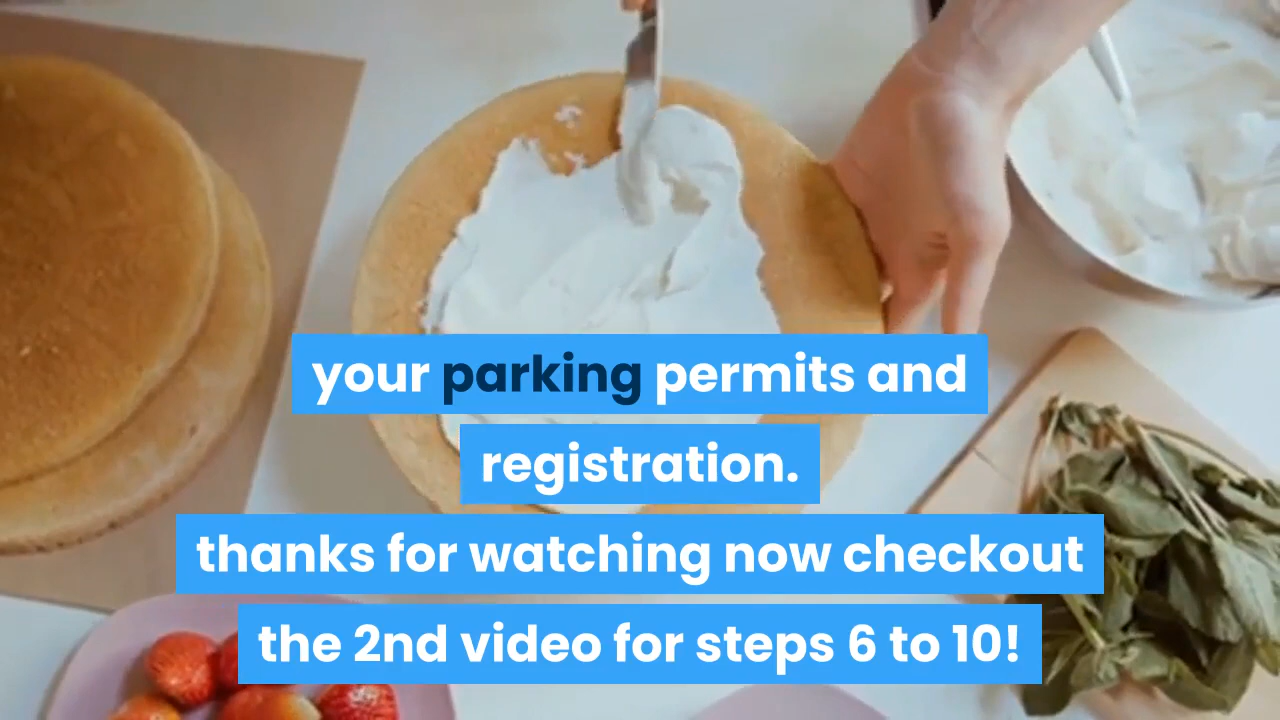 your parking permits and
registration.
thanks for watching now checkout
the 2nd video for steps 6 to 10!